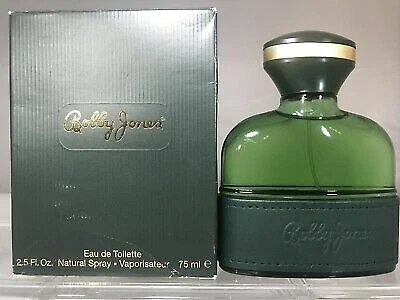 Bobby Jones
Eau de Toilette
2.5 Fl. Oz. Natural Spray • Vaporisateur 75 ml ℮
Bobby Jones